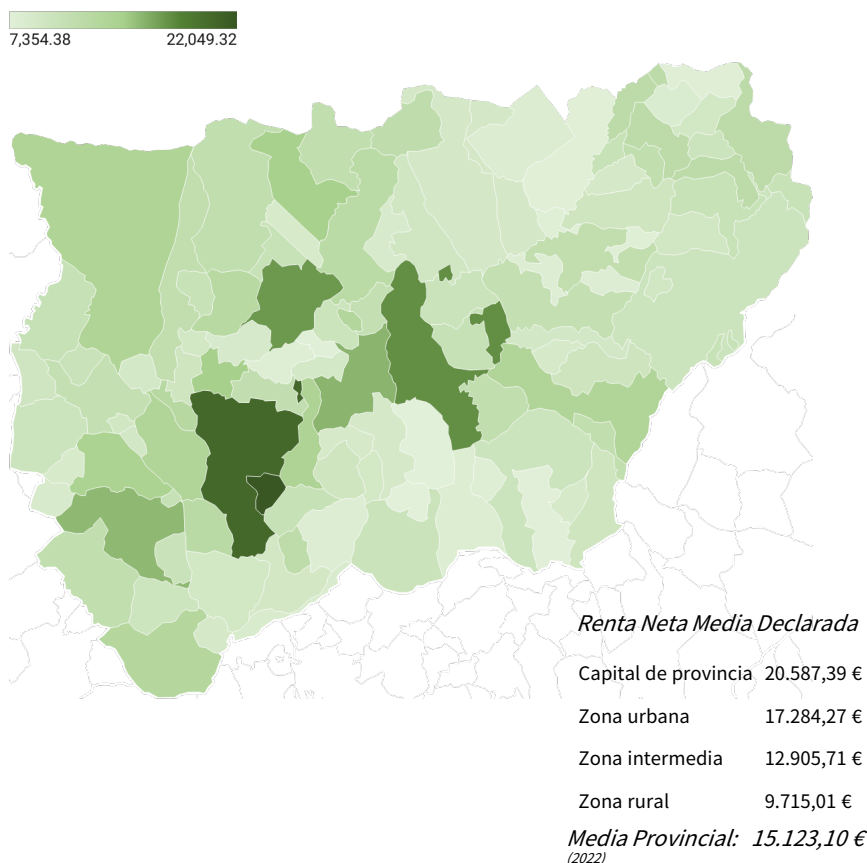 7,354.38 22,049.32
Renta Neta Media Declarada
Capital de provincia 20.587,39 €
Zona urbana 17.284,27 €
Zona intermedia 12.905,71 €
Zona rural 9.715,01 €
Media Provincial: 15.123,10 €
(2022)